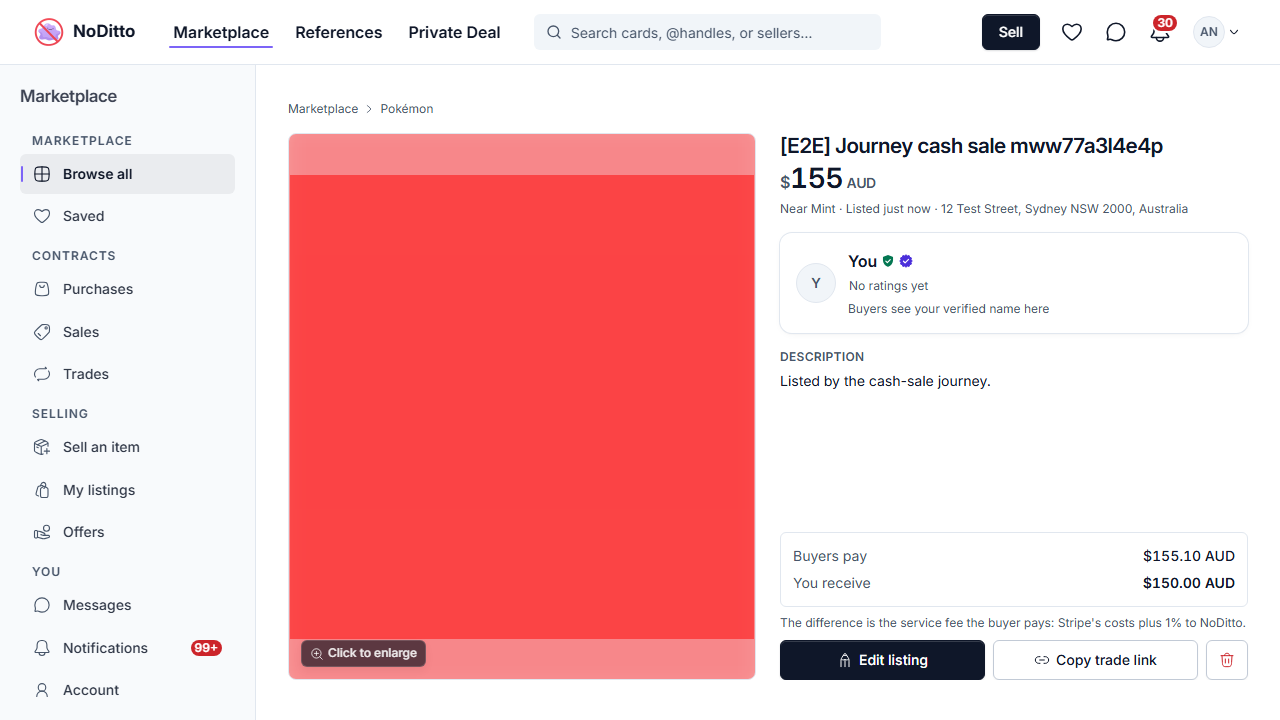 NoDitto
Marketplace
References
Private Deal
Search cards, @handles, or sellers...
Sell
30
AN
Marketplace
MARKETPLACE
Browse all
Saved
CONTRACTS
Purchases
Sales
Trades
SELLING
Sell an item
My listings
Offers
YOU
Messages
Notifications 99+
Account
Marketplace > Pokémon
Click to enlarge
[E2E] Journey cash sale mww77a3l4e4p
$155 AUD
Near Mint · Listed just now · 12 Test Street, Sydney NSW 2000, Australia
Y
You
No ratings yet
Buyers see your verified name here
DESCRIPTION
Listed by the cash-sale journey.
Buyers pay $155.10 AUD
You receive $150.00 AUD
The difference is the service fee the buyer pays: Stripe's costs plus 1% to NoDitto.
Edit listing
Copy trade link